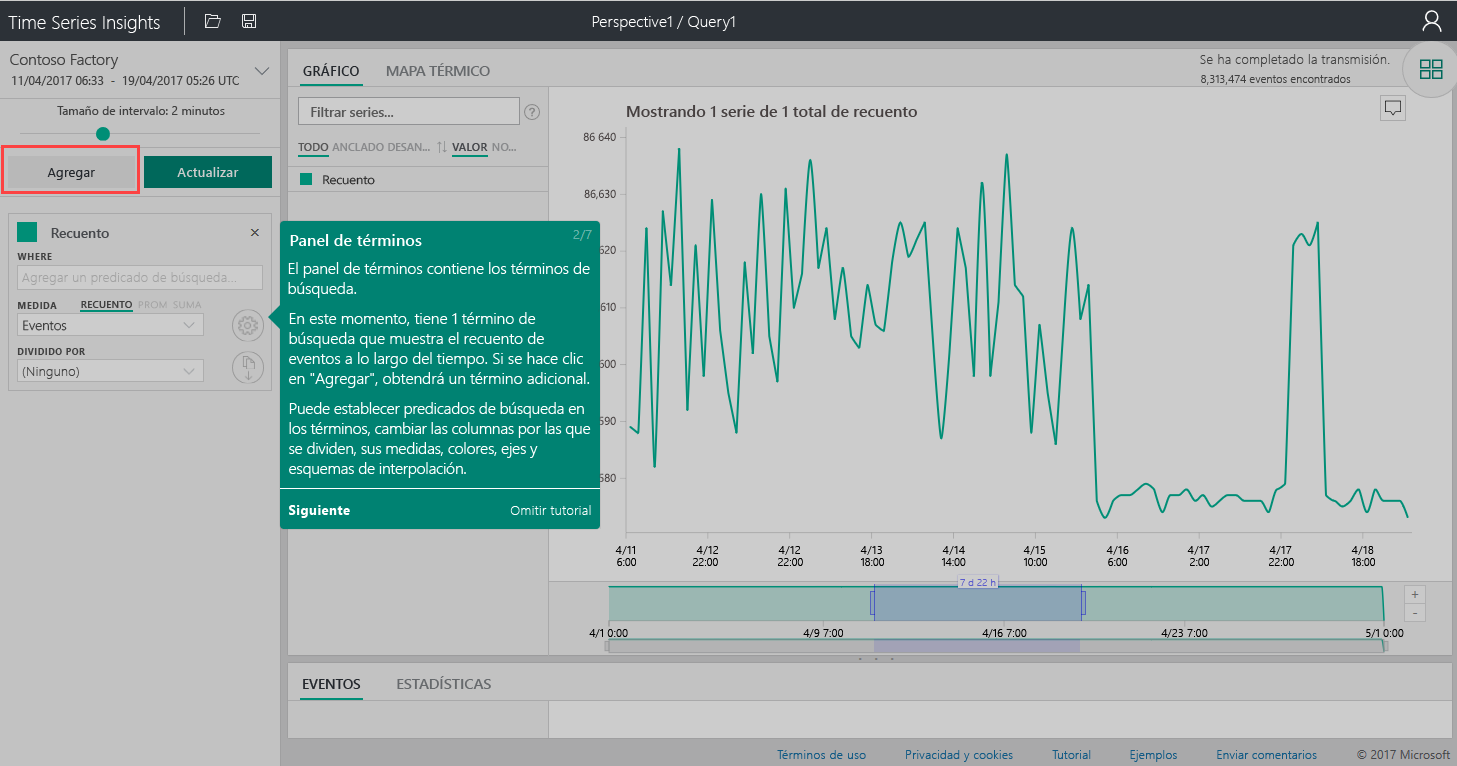 Time Series Insights
Perspective1 / Query1
Contoso Factory
11/04/2017 06:33 - 19/04/2017 05:26 UTC
Tamaño de intervalo: 2 minutos
Agregar
Actualizar
Recuento
WHERE
Agregar un predicado de búsqueda...
MEDIDA RECUENTO PROM SUMA
Eventos
DIVIDIDO POR
(Ninguno)
GRÁFICO MAPA TÉRMICO
Se ha completado la transmisión.
8,313,474 eventos encontrados
Filtrar series...
?
TODO ANCLADO DESAN... VALOR NO...
Recuento
Panel de términos 2/7
El panel de términos contiene los términos de
búsqueda.
En este momento, tiene 1 término de
búsqueda que muestra el recuento de
eventos a lo largo del tiempo. Si se hace clic
en "Agregar", obtendrá un término adicional.
Puede establecer predicados de búsqueda en
los términos, cambiar las columnas por las que
se dividen, sus medidas, colores, ejes y
esquemas de interpolación.
Siguiente Omitir tutorial
Mostrando 1 serie de 1 total de recuento
86 640
86,630
620
610
600
590
580
4/11 4/12 4/12 4/13 4/14 4/15 4/16 4/17 4/17 4/18
6:00 22:00 22:00 18:00 14:00 10:00 6:00 2:00 22:00 18:00
7 d 22 h
+
-
4/1 0:00 4/9 7:00 4/16 7:00 4/23 7:00 5/1 0:00
EVENTOS ESTADÍSTICAS
Términos de uso Privacidad y cookies Tutorial Ejemplos Enviar comentarios © 2017 Microsoft